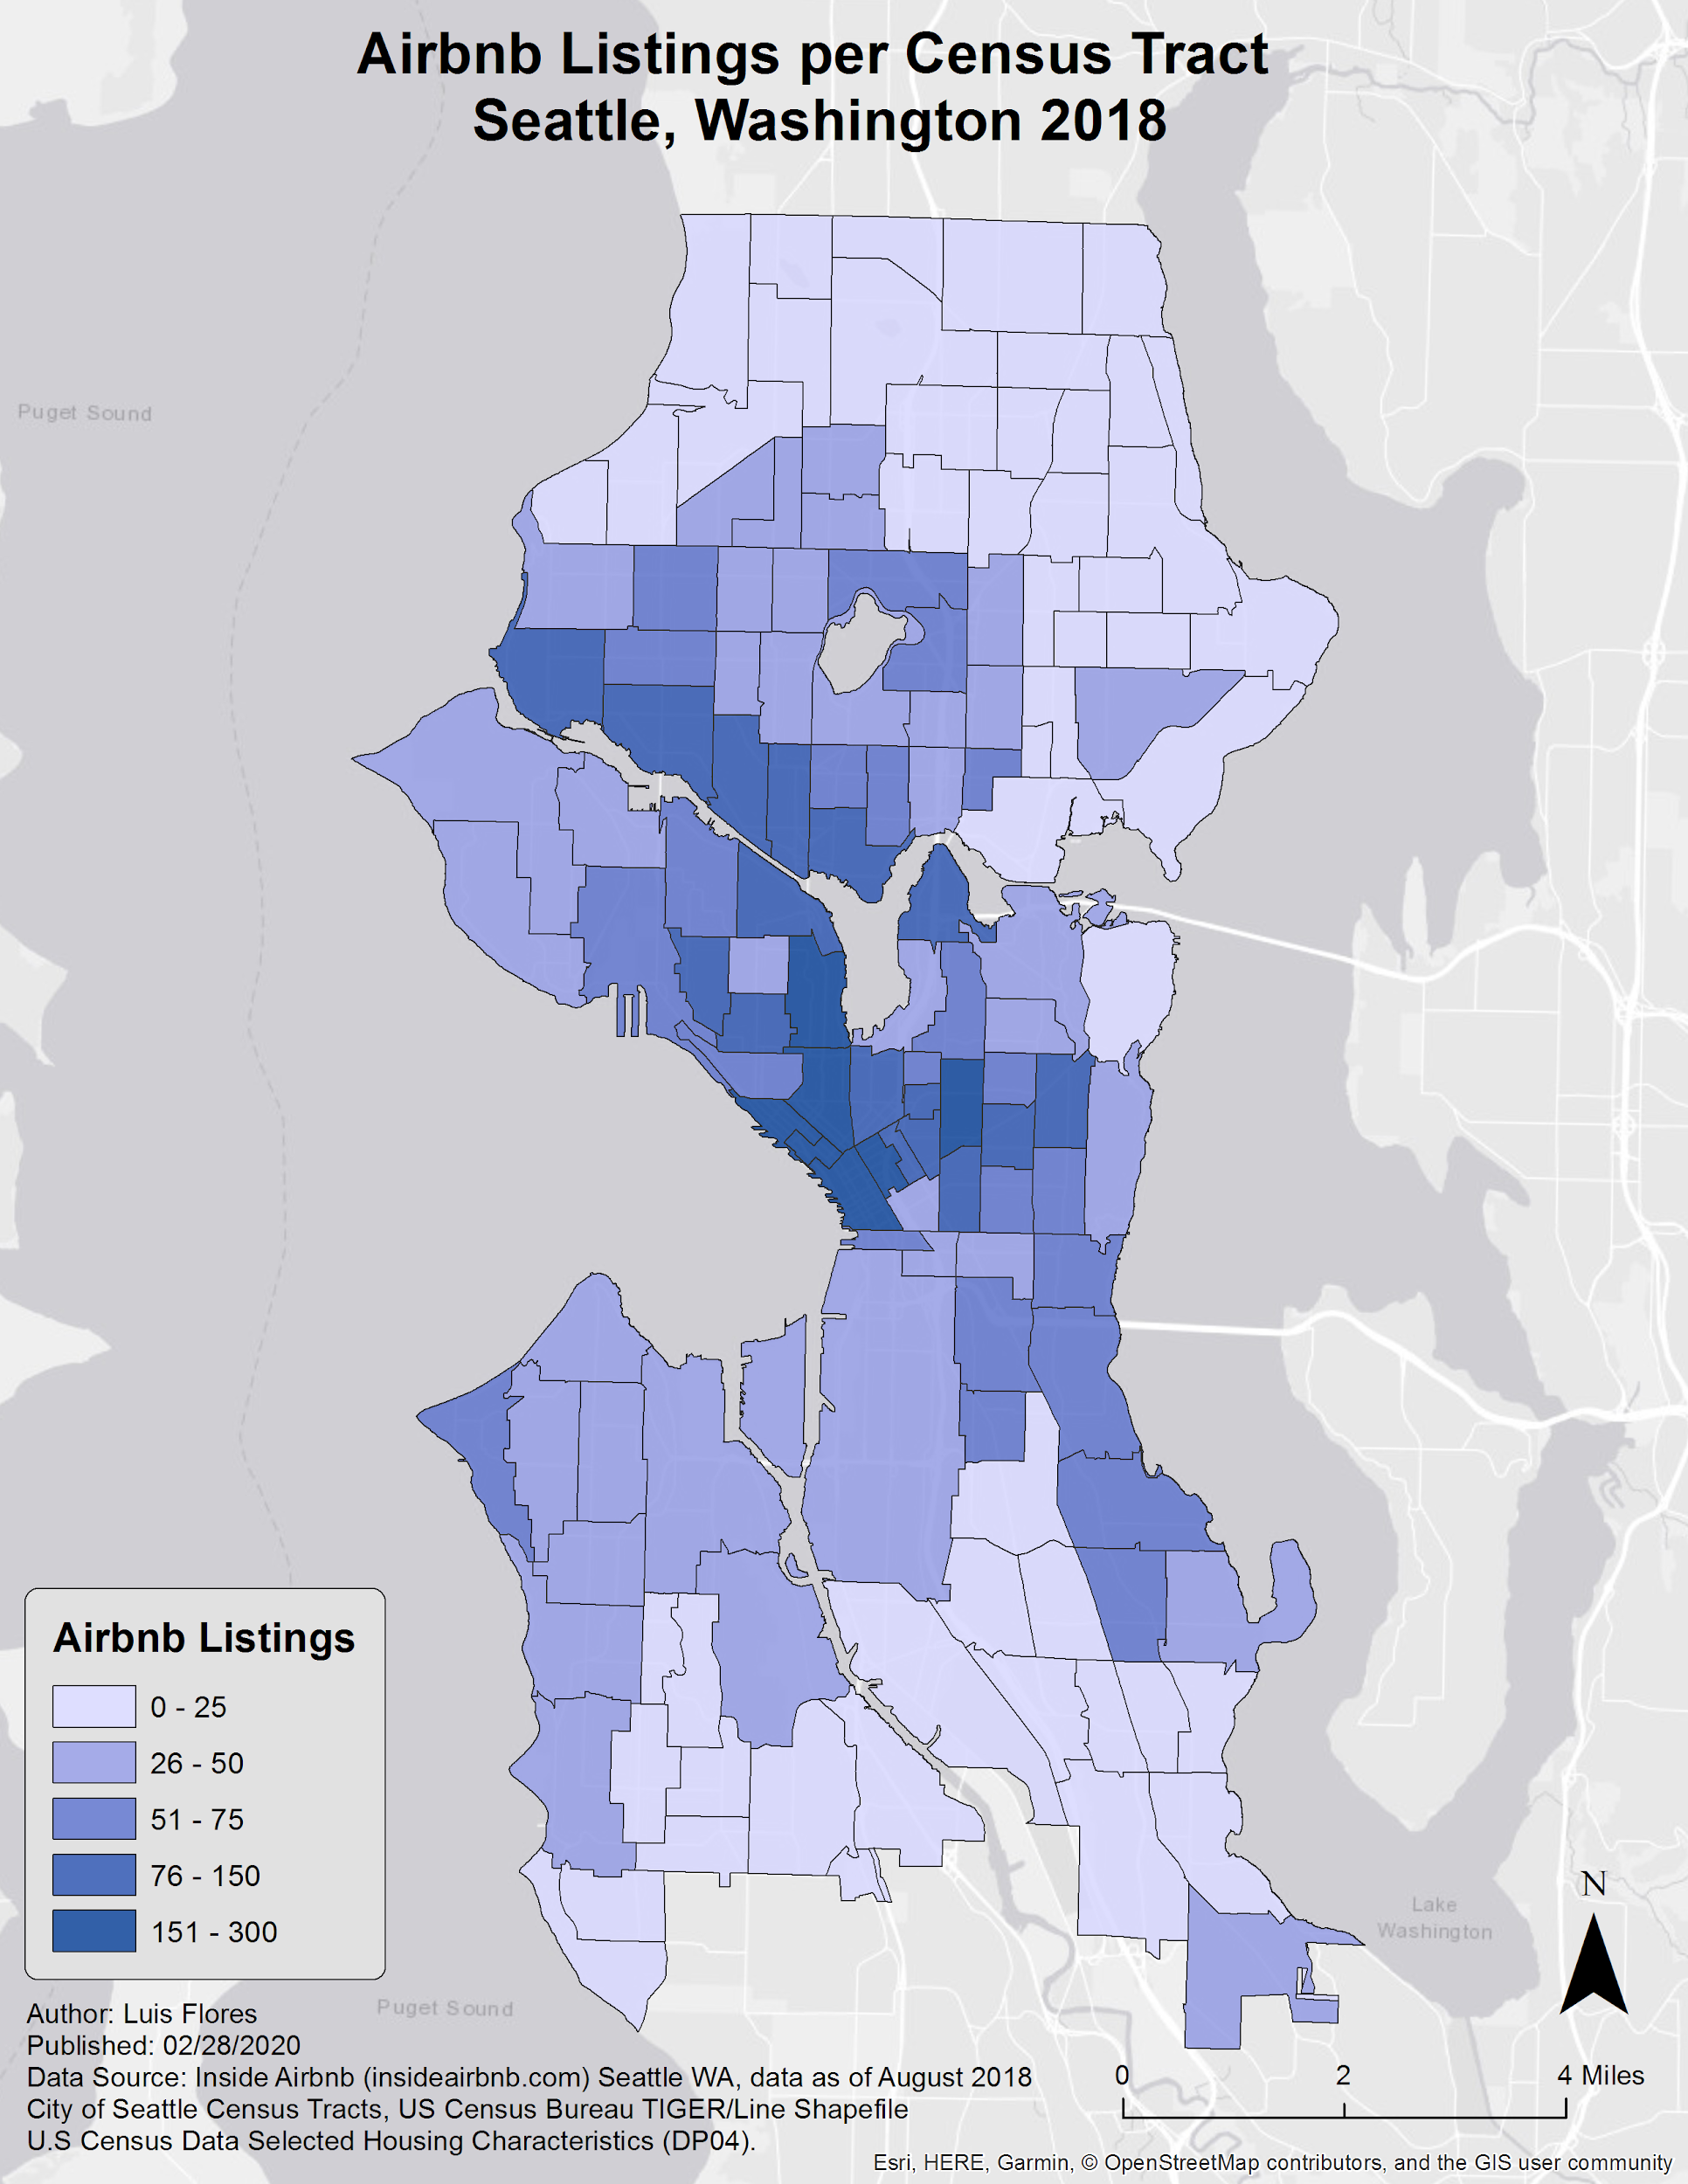 Airbnb Listings per Census Tract
Seattle, Washington 2018
Puget Sound
Airbnb Listings
0 - 25
26 - 50
51 - 75
76 - 150
151 - 300
Puget Sound
Lake
Washington
N
Author: Luis Flores
Published: 02/28/2020
Data Source: Inside Airbnb (insideairbnb.com) Seattle WA, data as of August 2018
City of Seattle Census Tracts, US Census Bureau TIGER/Line Shapefile
U.S Census Data Selected Housing Characteristics (DP04).
0 2 4 Miles
Esri, HERE, Garmin, © OpenStreetMap contributors, and the GIS user community